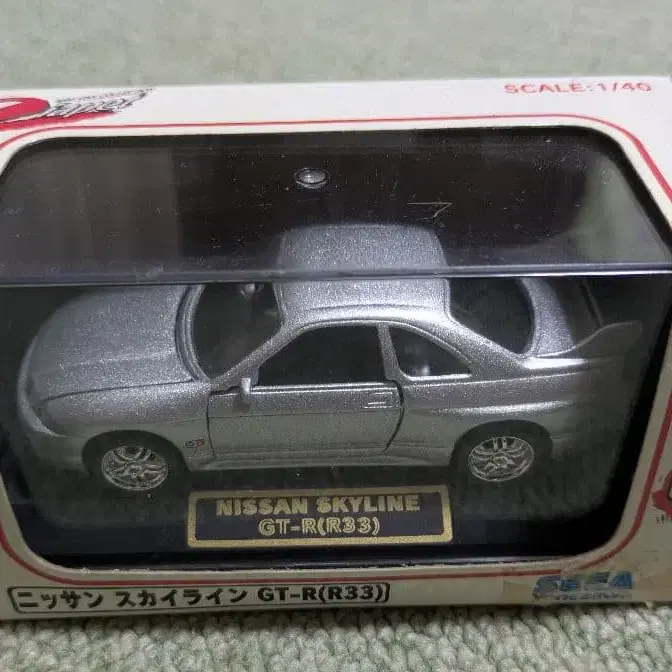 SCALE:1/40
NISSAN SKYLINE
GT-R(R33)
ニッサン スカイライン GT-R(R33)
SEGA